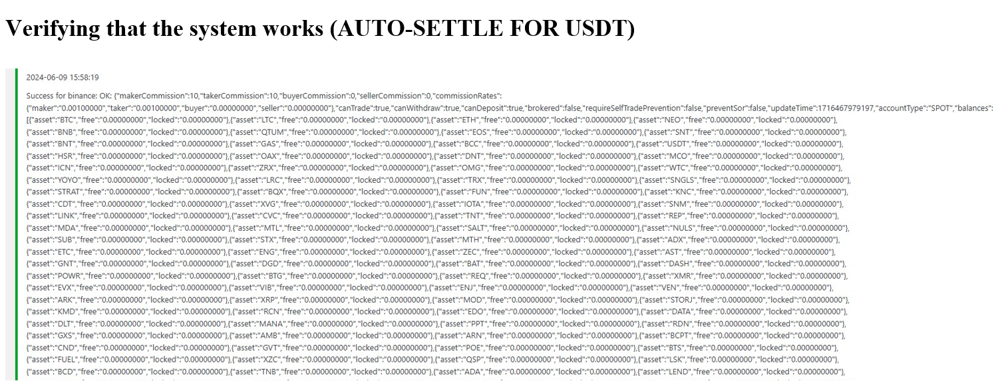 Verifying that the system works (AUTO-SETTLE FOR USDT)
2024-06-09 15:58:19
Success for binance: OK: {"makerCommission":10,"takerCommission":10,"buyerCommission":0,"sellerCommission":0,"commissionRates":
{"maker":"0.00100000","taker":"0.00100000","buyer":"0.00000000","seller":"0.00000000"},"canTrade":true,"canWithdraw":true,"canDeposit":true,"brokered":false,"requireSelfTradePrevention":false,"preventSor":false,"updateTime":1716467979197,"accountType":"SPOT","balances":
[{"asset":"BTC","free":"0.00000000","locked":"0.00000000"},{"asset":"LTC","free":"0.00000000","locked":"0.00000000"},{"asset":"ETH","free":"0.00000000","locked":"0.00000000"},{"asset":"NEO","free":"0.00000000","locked":"0.00000000"},
{"asset":"BNB","free":"0.00000000","locked":"0.00000000"},{"asset":"QTUM","free":"0.00000000","locked":"0.00000000"},{"asset":"EOS","free":"0.00000000","locked":"0.00000000"},{"asset":"SNT","free":"0.00000000","locked":"0.00000000"},
{"asset":"BNT","free":"0.00000000","locked":"0.00000000"},{"asset":"GAS","free":"0.00000000","locked":"0.00000000"},{"asset":"BCC","free":"0.00000000","locked":"0.00000000"},{"asset":"USDT","free":"0.00000000","locked":"0.00000000"},
{"asset":"HSR","free":"0.00000000","locked":"0.00000000"},{"asset":"OAX","free":"0.00000000","locked":"0.00000000"},{"asset":"DNT","free":"0.00000000","locked":"0.00000000"},{"asset":"MCO","free":"0.00000000","locked":"0.00000000"},
{"asset":"ICN","free":"0.00000000","locked":"0.00000000"},{"asset":"ZRX","free":"0.00000000","locked":"0.00000000"},{"asset":"OMG","free":"0.00000000","locked":"0.00000000"},{"asset":"WTC","free":"0.00000000","locked":"0.00000000"},
{"asset":"YOYO","free":"0.00000000","locked":"0.00000000"},{"asset":"LRC","free":"0.00000000","locked":"0.00000000"},{"asset":"TRX","free":"0.00000000","locked":"0.00000000"},{"asset":"SNGLS","free":"0.00000000","locked":"0.00000000"},
{"asset":"STRAT","free":"0.00000000","locked":"0.00000000"},{"asset":"BQX","free":"0.00000000","locked":"0.00000000"},{"asset":"FUN","free":"0.00000000","locked":"0.00000000"},{"asset":"KNC","free":"0.00000000","locked":"0.00000000"},
{"asset":"CDT","free":"0.00000000","locked":"0.00000000"},{"asset":"XVG","free":"0.00000000","locked":"0.00000000"},{"asset":"IOTA","free":"0.00000000","locked":"0.00000000"},{"asset":"SNM","free":"0.00000000","locked":"0.00000000"},
{"asset":"LINK","free":"0.00000000","locked":"0.00000000"},{"asset":"CVC","free":"0.00000000","locked":"0.00000000"},{"asset":"TNT","free":"0.00000000","locked":"0.00000000"},{"asset":"REP","free":"0.00000000","locked":"0.00000000"},
{"asset":"MDA","free":"0.00000000","locked":"0.00000000"},{"asset":"MTL","free":"0.00000000","locked":"0.00000000"},{"asset":"SALT","free":"0.00000000","locked":"0.00000000"},{"asset":"NULS","free":"0.00000000","locked":"0.00000000"},
{"asset":"SUB","free":"0.00000000","locked":"0.00000000"},{"asset":"STX","free":"0.00000000","locked":"0.00000000"},{"asset":"MTH","free":"0.00000000","locked":"0.00000000"},{"asset":"ADX","free":"0.00000000","locked":"0.00000000"},
{"asset":"ETC","free":"0.00000000","locked":"0.00000000"},{"asset":"ENG","free":"0.00000000","locked":"0.00000000"},{"asset":"ZEC","free":"0.00000000","locked":"0.00000000"},{"asset":"AST","free":"0.00000000","locked":"0.00000000"},
{"asset":"GNT","free":"0.00000000","locked":"0.00000000"},{"asset":"DGD","free":"0.00000000","locked":"0.00000000"},{"asset":"BAT","free":"0.00000000","locked":"0.00000000"},{"asset":"DASH","free":"0.00000000","locked":"0.00000000"},
{"asset":"POWR","free":"0.00000000","locked":"0.00000000"},{"asset":"BTG","free":"0.00000000","locked":"0.00000000"},{"asset":"REQ","free":"0.00000000","locked":"0.00000000"},{"asset":"XMR","free":"0.00000000","locked":"0.00000000"},
{"asset":"EVX","free":"0.00000000","locked":"0.00000000"},{"asset":"VIB","free":"0.00000000","locked":"0.00000000"},{"asset":"ENJ","free":"0.00000000","locked":"0.00000000"},{"asset":"VEN","free":"0.00000000","locked":"0.00000000"},
{"asset":"ARK","free":"0.00000000","locked":"0.00000000"},{"asset":"XRP","free":"0.00000000","locked":"0.00000000"},{"asset":"MOD","free":"0.00000000","locked":"0.00000000"},{"asset":"STORJ","free":"0.00000000","locked":"0.00000000"},
{"asset":"KMD","free":"0.00000000","locked":"0.00000000"},{"asset":"RCN","free":"0.00000000","locked":"0.00000000"},{"asset":"EDO","free":"0.00000000","locked":"0.00000000"},{"asset":"DATA","free":"0.00000000","locked":"0.00000000"},
{"asset":"DLT","free":"0.00000000","locked":"0.00000000"},{"asset":"MANA","free":"0.00000000","locked":"0.00000000"},{"asset":"PPT","free":"0.00000000","locked":"0.00000000"},{"asset":"RDN","free":"0.00000000","locked":"0.00000000"},
{"asset":"GXS","free":"0.00000000","locked":"0.00000000"},{"asset":"AMB","free":"0.00000000","locked":"0.00000000"},{"asset":"ARN","free":"0.00000000","locked":"0.00000000"},{"asset":"BCPT","free":"0.00000000","locked":"0.00000000"},
{"asset":"CND","free":"0.00000000","locked":"0.00000000"},{"asset":"GVT","free":"0.00000000","locked":"0.00000000"},{"asset":"POE","free":"0.00000000","locked":"0.00000000"},{"asset":"BTS","free":"0.00000000","locked":"0.00000000"},
{"asset":"FUEL","free":"0.00000000","locked":"0.00000000"},{"asset":"XZC","free":"0.00000000","locked":"0.00000000"},{"asset":"QSP","free":"0.00000000","locked":"0.00000000"},{"asset":"LSK","free":"0.00000000","locked":"0.00000000"},
{"asset":"BCD","free":"0.00000000","locked":"0.00000000"},{"asset":"TNB","free":"0.00000000","locked":"0.00000000"},{"asset":"ADA","free":"0.00000000","locked":"0.00000000"},{"asset":"LEND","free":"0.00000000","locked":"0.00000000"},